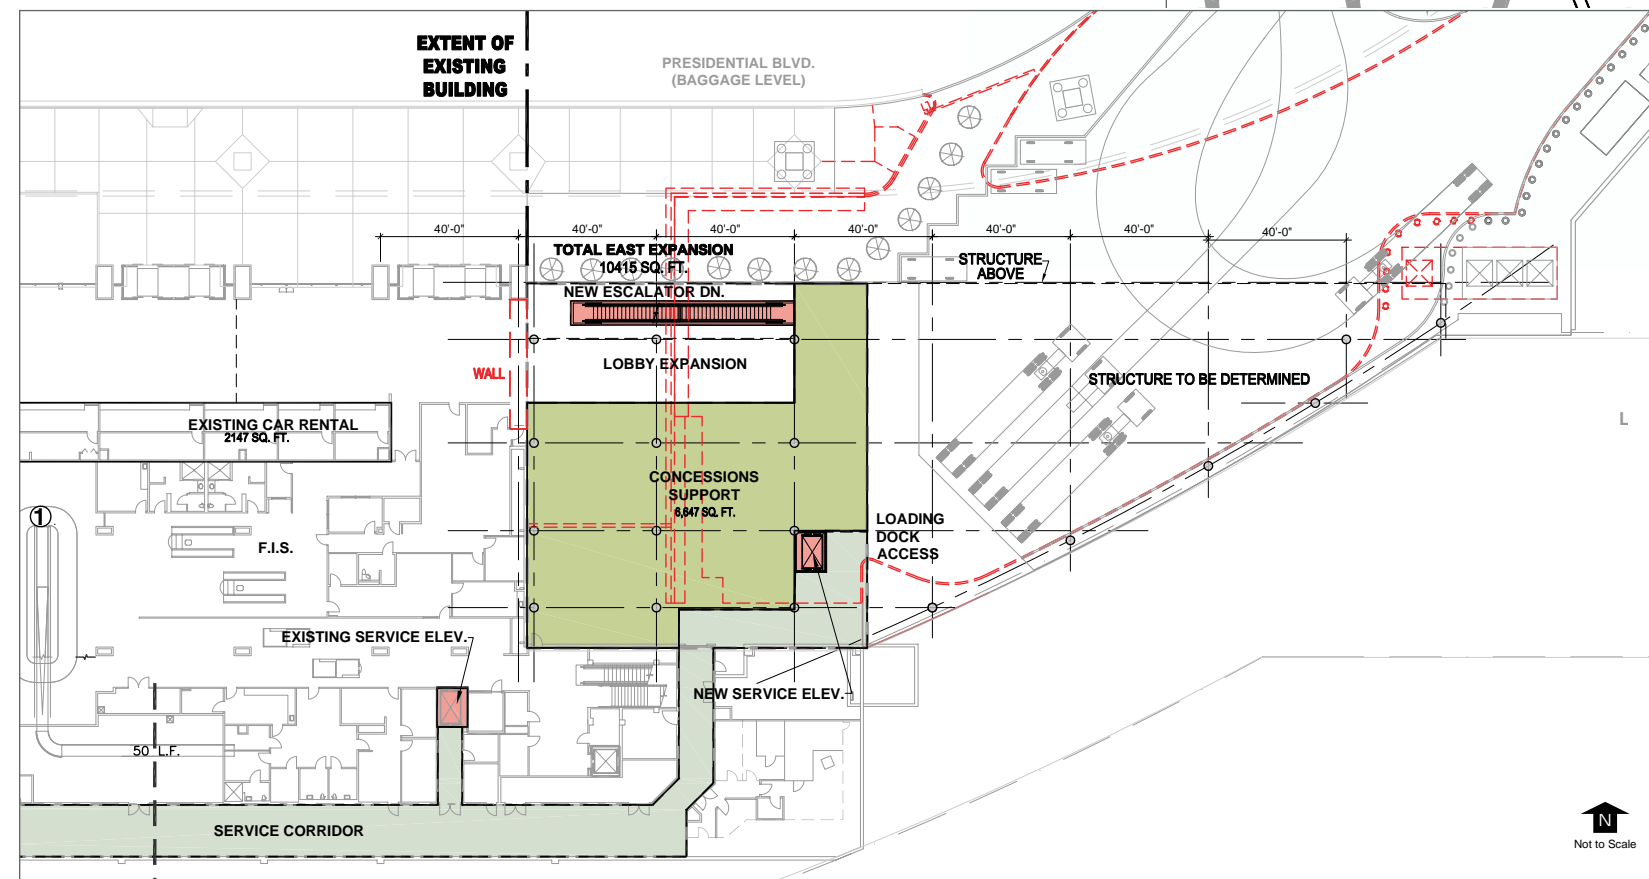 EXTENT OF
EXISTING
BUILDING
PRESIDENTIAL BLVD.
(BAGGAGE LEVEL)
40'-0"
40'-0"
40'-0"
40'-0"
40'-0"
40'-0"
40'-0"
TOTAL EAST EXPANSION
10415 SQ. FT.
STRUCTURE
ABOVE
NEW ESCALATOR DN.
LOBBY EXPANSION
WALL
STRUCTURE TO BE DETERMINED
EXISTING CAR RENTAL
2147 SQ. FT.
L
CONCESSIONS
SUPPORT
6,647 SQ. FT.
1
F.I.S.
LOADING
DOCK
ACCESS
EXISTING SERVICE ELEV.
NEW SERVICE ELEV.
50 L.F.
SERVICE CORRIDOR
N
Not to Scale